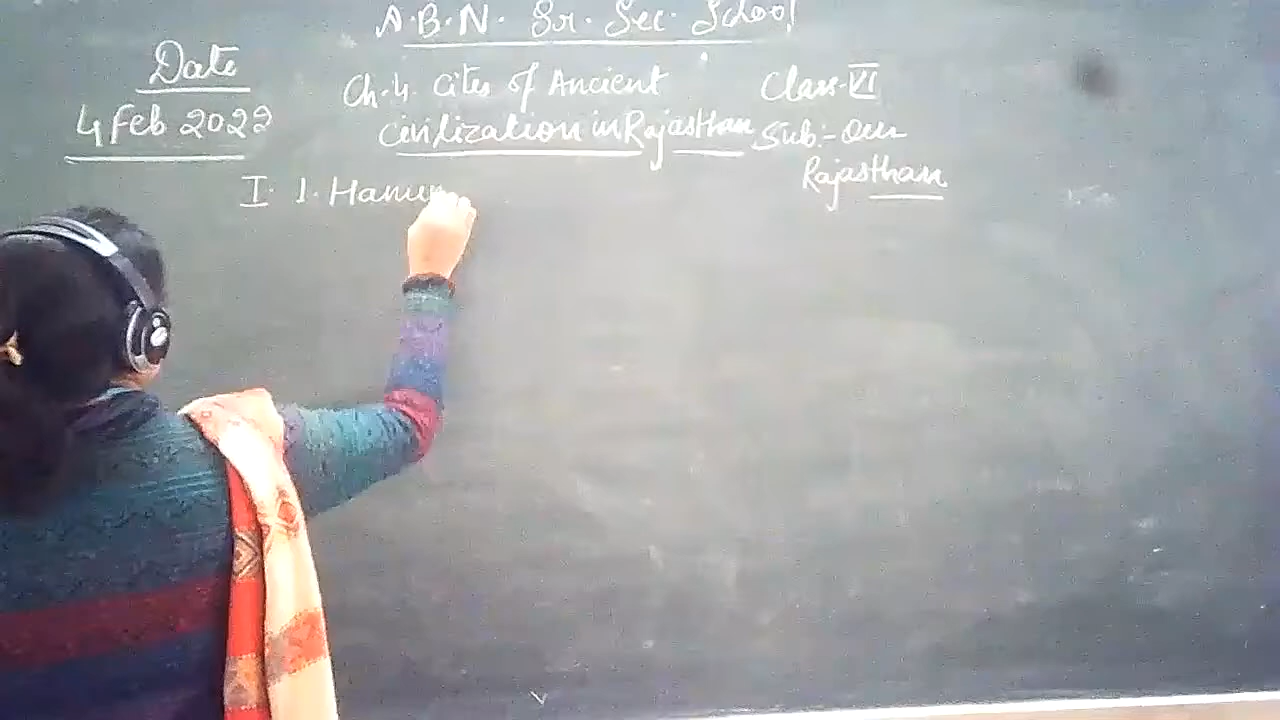 A.B.N. Sr. Sec. School
Date
4 Feb 2022
Ch.4. Cites of Ancient
Civilization in Rajasthan
Class-VI
Sub:- Our
Rajasthan
I. 1. Hanum